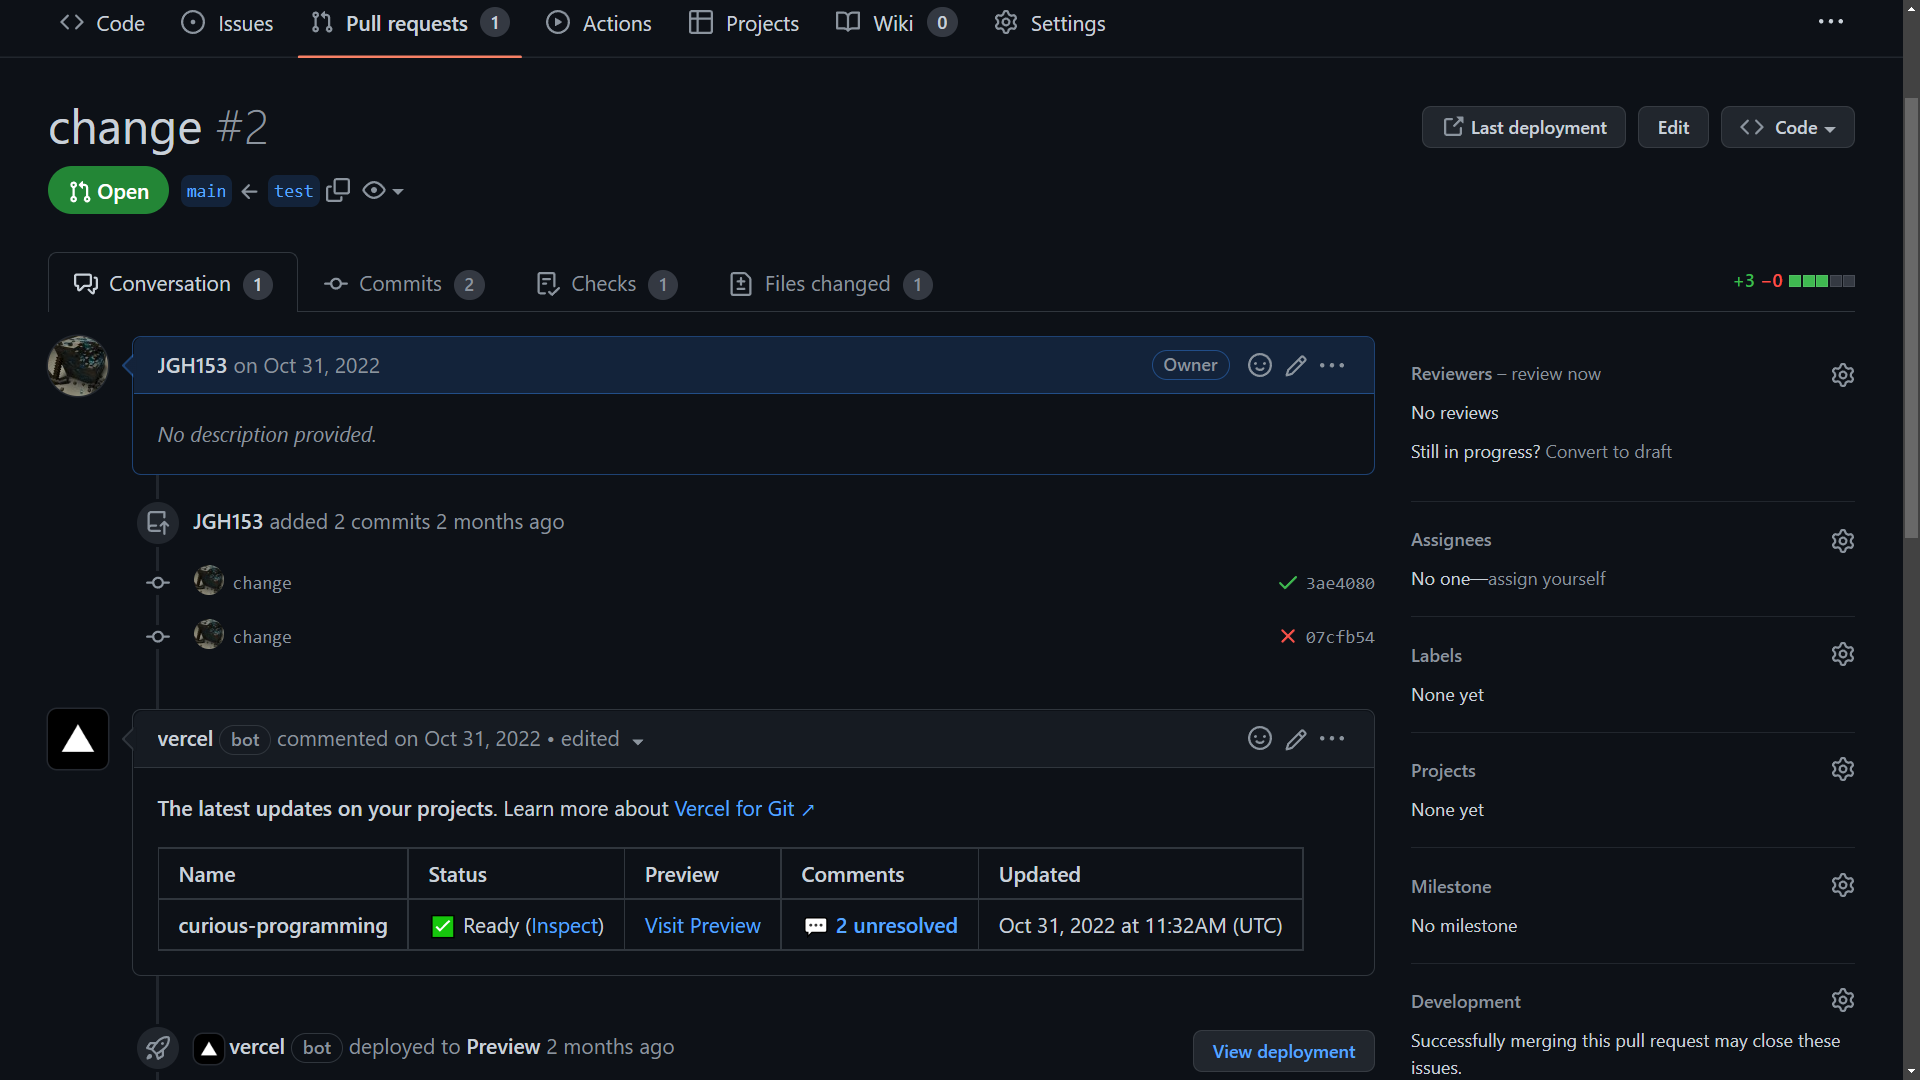 Code Issues Pull requests 1 Actions Projects Wiki 0 Settings
change #2
Last deployment Edit Code
Open main ← test
Conversation 1 Commits 2 Checks 1 Files changed 1
+3 −0
JGH153 on Oct 31, 2022 Owner
No description provided.
JGH153 added 2 commits 2 months ago
change 3ae4080
change 07cfb54
vercel bot commented on Oct 31, 2022 • edited
The latest updates on your projects. Learn more about Vercel for Git ↗
Name Status Preview Comments Updated
curious-programming ✅ Ready (Inspect) Visit Preview 💬 2 unresolved Oct 31, 2022 at 11:32AM (UTC)
vercel bot deployed to Preview 2 months ago View deployment
Reviewers – review now
No reviews
Still in progress? Convert to draft
Assignees
No one—assign yourself
Labels
None yet
Projects
None yet
Milestone
No milestone
Development
Successfully merging this pull request may close these
issues.